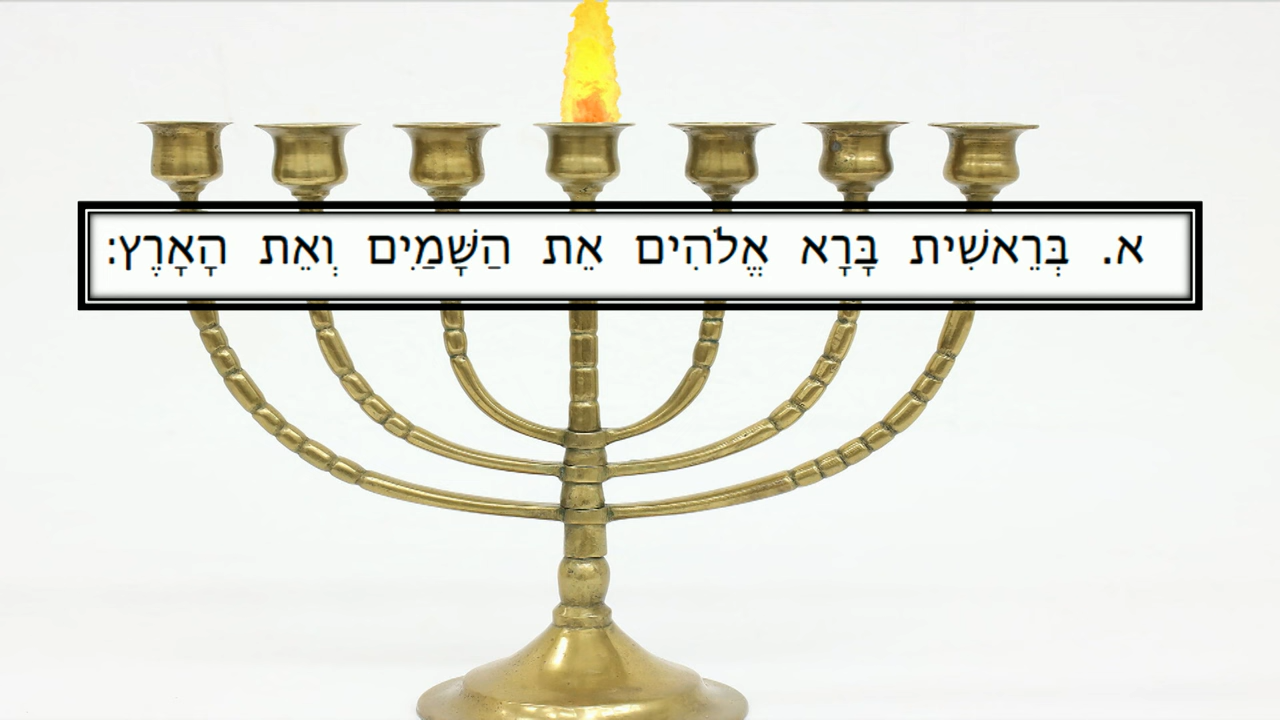 א. בְּרֵאשִׁית בָּרָא אֱלֹהִים אֵת הַשָּׁמַיִם וְאֵת הָאָרֶץ: